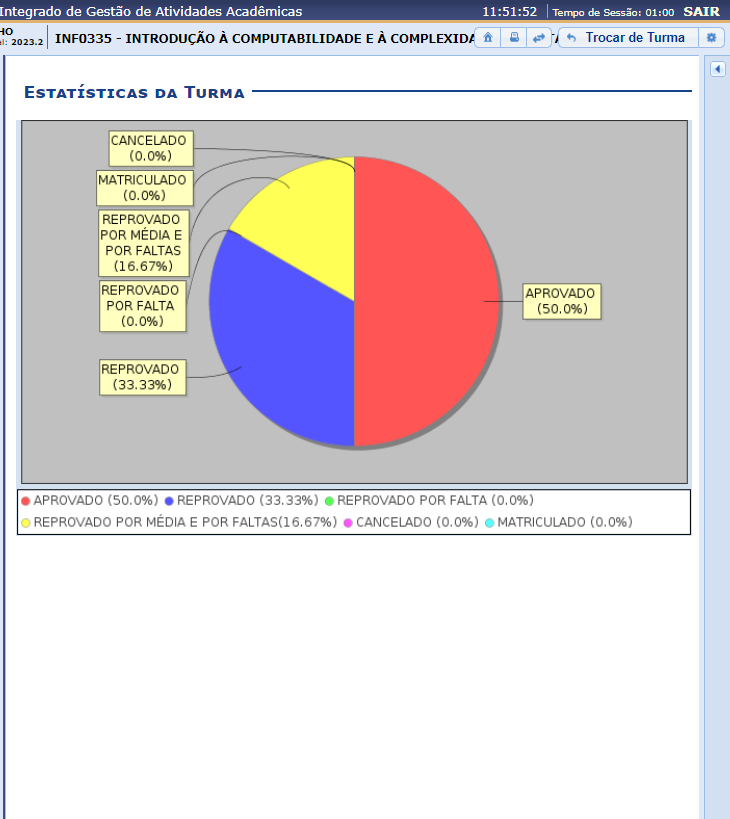 Integrado de Gestão de Atividades Acadêmicas 11:51:52 Tempo de Sessão: 01:00 SAIR
2023.2 INF0335 - INTRODUÇÃO À COMPUTABILIDADE E À Trocar de Turma
ESTATÍSTICAS DA TURMA
CANCELADO
(0.0%)
MATRICULADO
(0.0%)
REPROVADO
POR MÉDIA E
POR FALTAS
(16.67%)
REPROVADO
POR FALTA
(0.0%)
REPROVADO
(33.33%)
APROVADO
(50.0%)
APROVADO (50.0%) REPROVADO (33.33%) REPROVADO POR FALTA (0.0%)
REPROVADO POR MÉDIA E POR FALTAS(16.67%) CANCELADO (0.0%) MATRICULADO (0.0%)